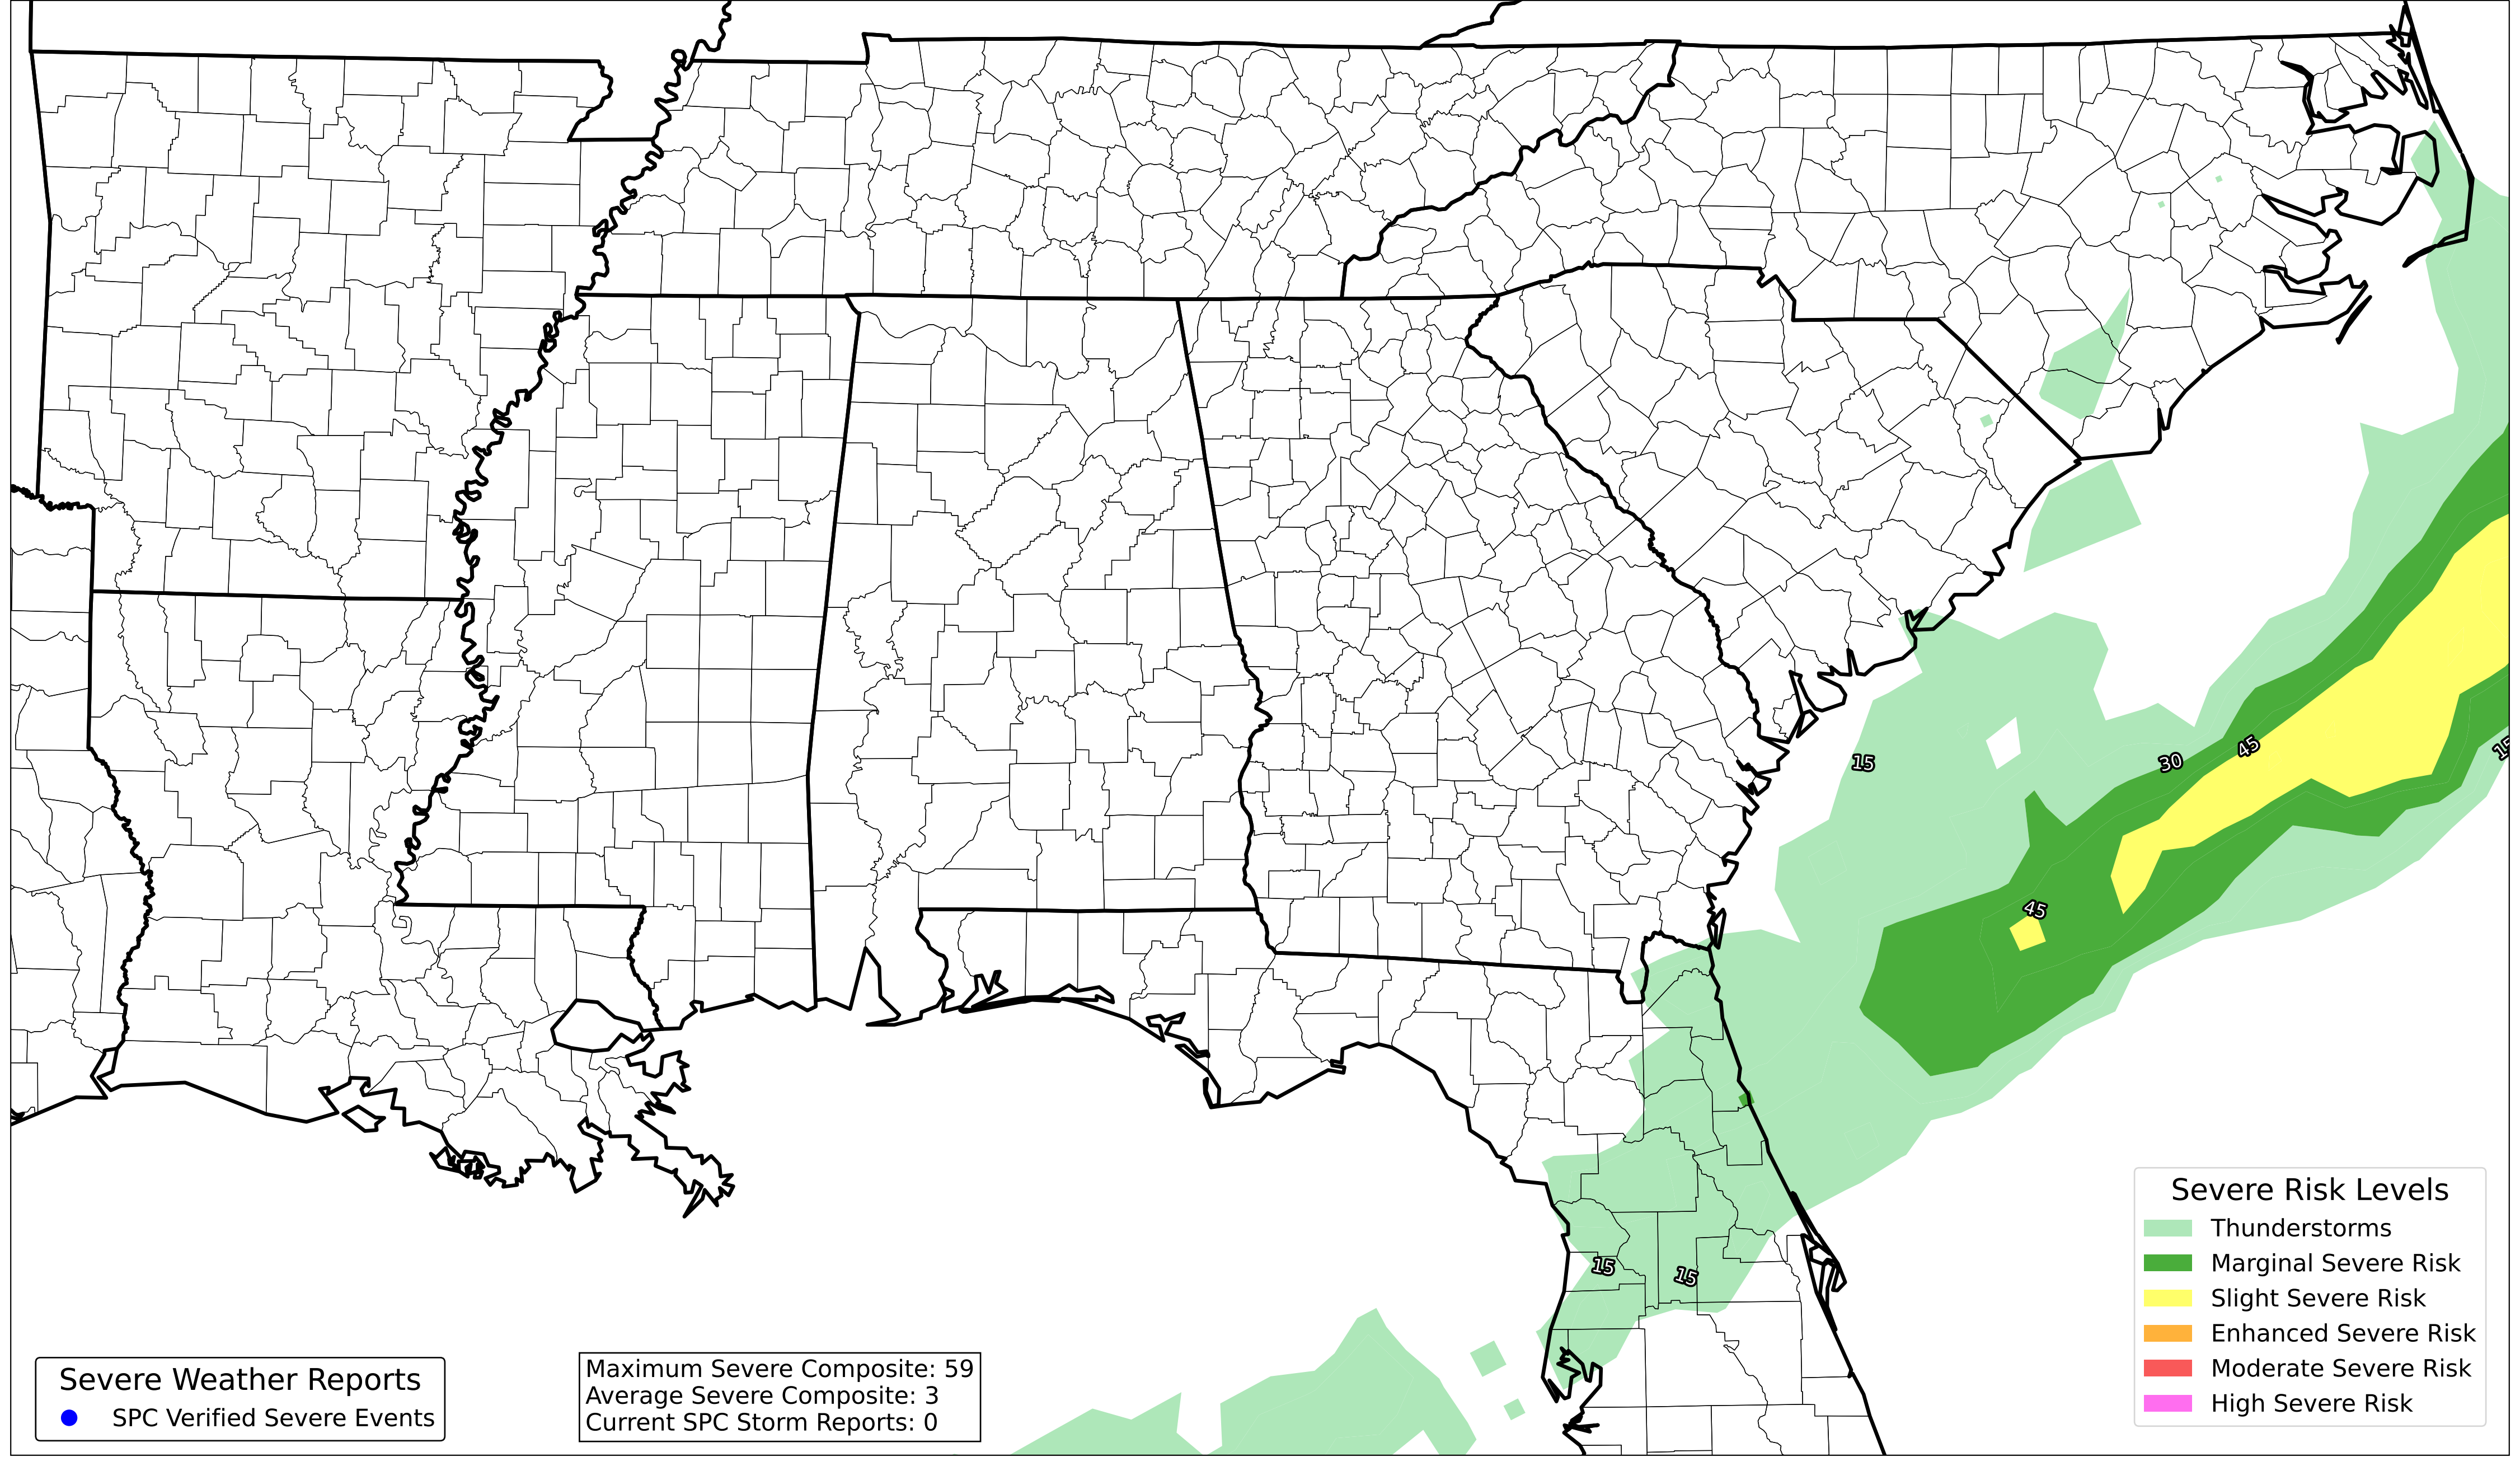 15
30
45
15
45
15
15
Severe Risk Levels
Thunderstorms
Marginal Severe Risk
Slight Severe Risk
Enhanced Severe Risk
Moderate Severe Risk
High Severe Risk
Severe Weather Reports
SPC Verified Severe Events
Maximum Severe Composite: 59
Average Severe Composite: 3
Current SPC Storm Reports: 0